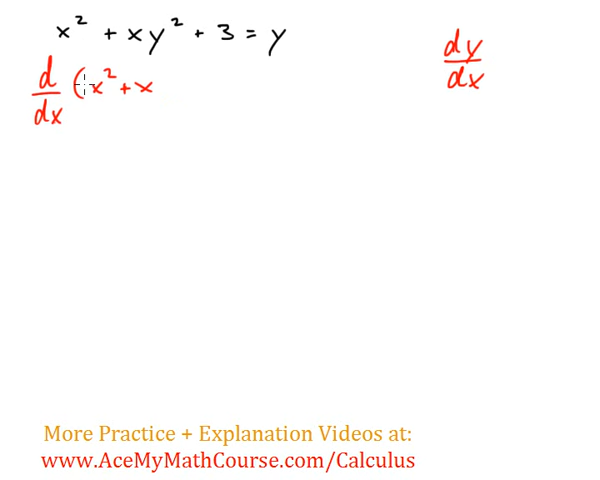 x² + xy² + 3 = y
dy/dx
d/dx (x² + x
More Practice + Explanation Videos at:
www.AceMyMathCourse.com/Calculus